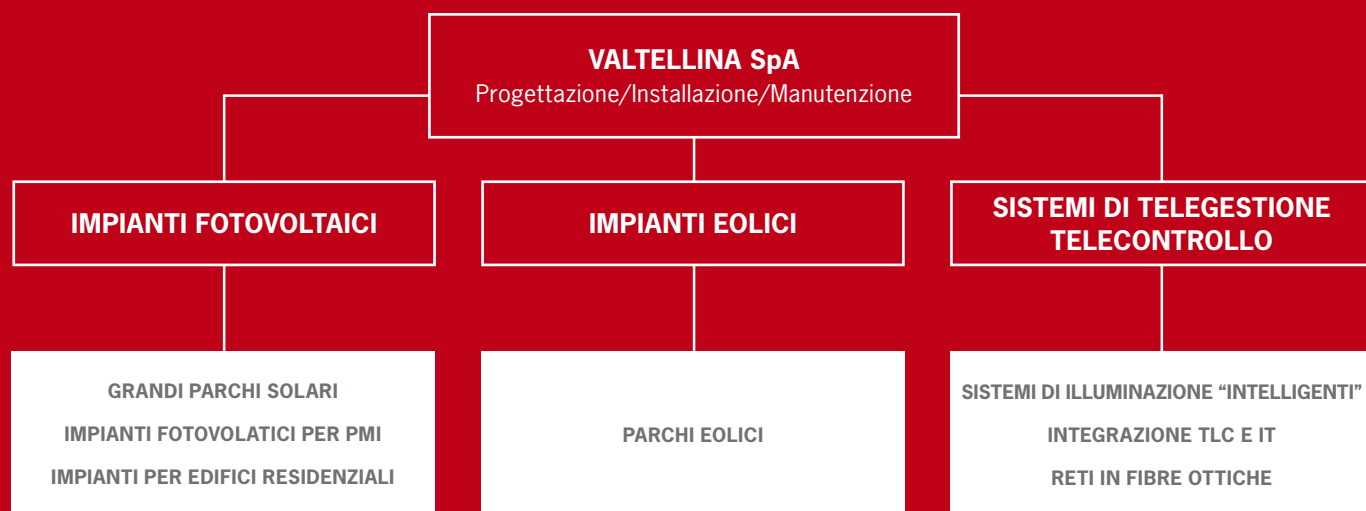 VALTELLINA SpA
Progettazione/Installazione/Manutenzione
IMPIANTI FOTOVOLTAICI
IMPIANTI EOLICI
SISTEMI DI TELEGESTIONE
TELECONTROLLO
GRANDI PARCHI SOLARI
IMPIANTI FOTOVOLATICI PER PMI
IMPIANTI PER EDIFICI RESIDENZIALI
PARCHI EOLICI
SISTEMI DI ILLUMINAZIONE “INTELLIGENTI”
INTEGRAZIONE TLC E IT
RETI IN FIBRE OTTICHE